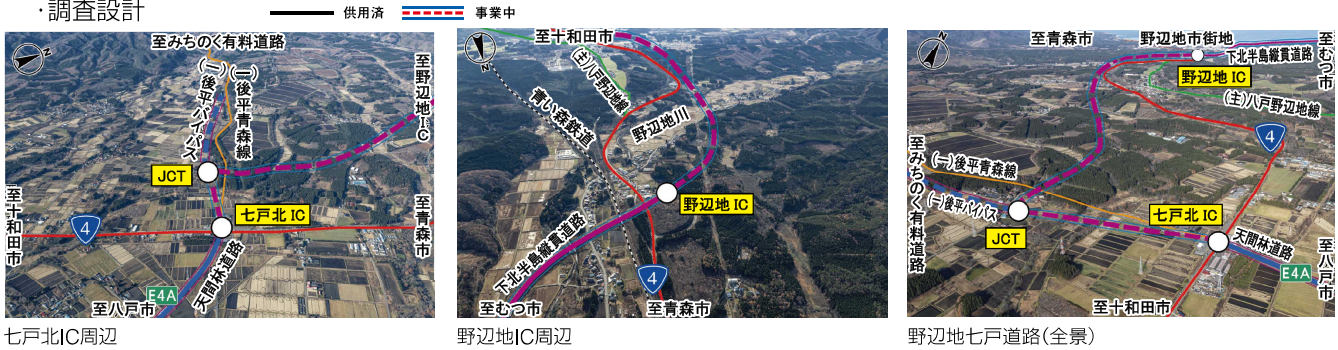 ・調査設計
供用済
事業中
N
至みちのく有料道路
(一)後平バイパス
(一)後平青森線
至野辺地IC
JCT
七戸北IC
至十和田市
4
至青森市
天間林道路
E4A
至八戸市
七戸北IC周辺
N
至十和田市
(主)八戸野辺地線
青い森鉄道
野辺地川
野辺地IC
下北半島縦貫道路
4
至むつ市
至青森市
野辺地IC周辺
N
至青森市
野辺地市街地
下北半島縦貫道路
至むつ市
野辺地IC
(主)八戸野辺地線
4
至みちのく有料道路
(一)後平青森線
(一)後平バイパス
七戸北IC
JCT
天間林道路
E4A
至八戸市
至十和田市
野辺地七戸道路(全景)